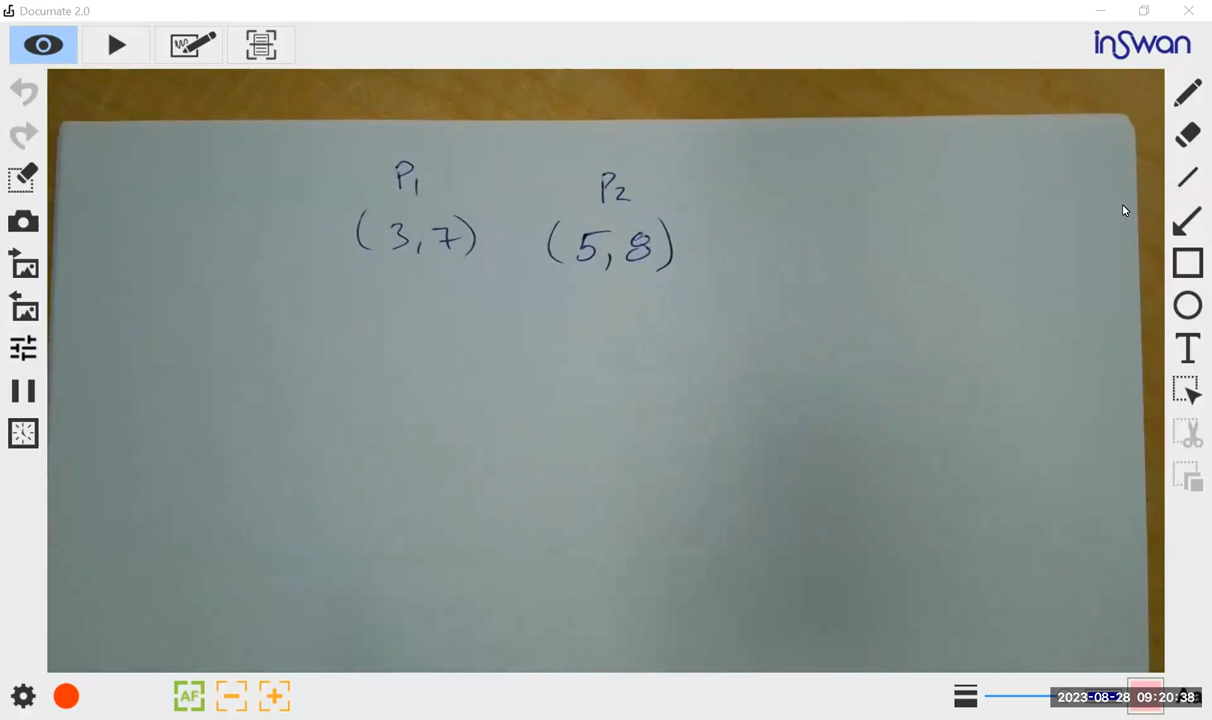 Documate 2.0
inSwan
P1 P2
(3,7) (5,8)
AF
2023-08-28 09:20:38